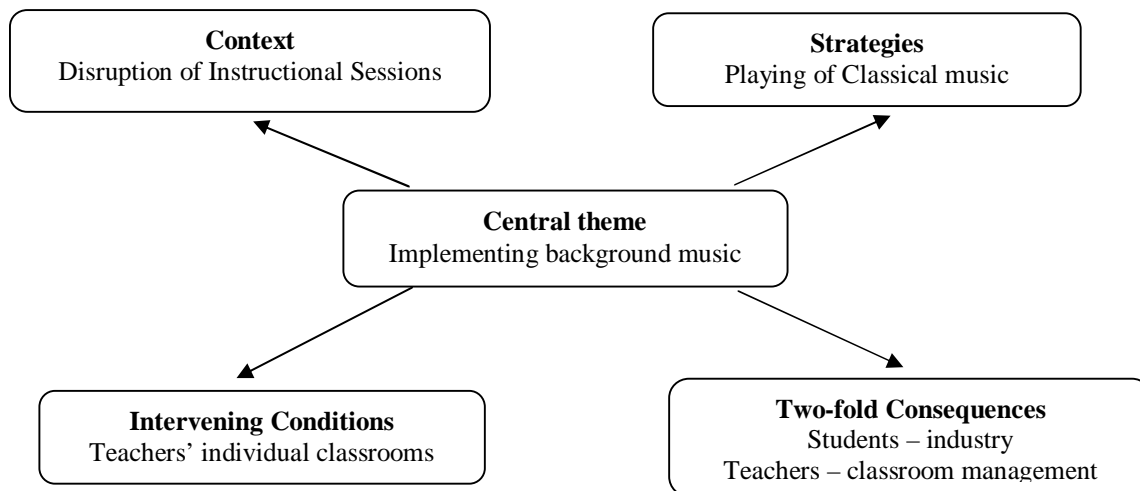 Context
Disruption of Instructional Sessions
Strategies
Playing of Classical music
Central theme
Implementing background music
Intervening Conditions
Teachers’ individual classrooms
Two-fold Consequences
Students – industry
Teachers – classroom management